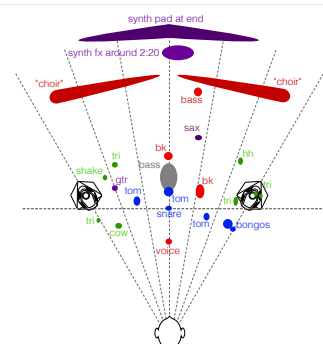 synth pad at end
synth fx around 2:20
"choir"
"choir"
bass
sax
bk
tri
hh
bass
shake
gtr
bk
tri
tom
tom
tri
snare
tri
tom
bongos
cow
voice